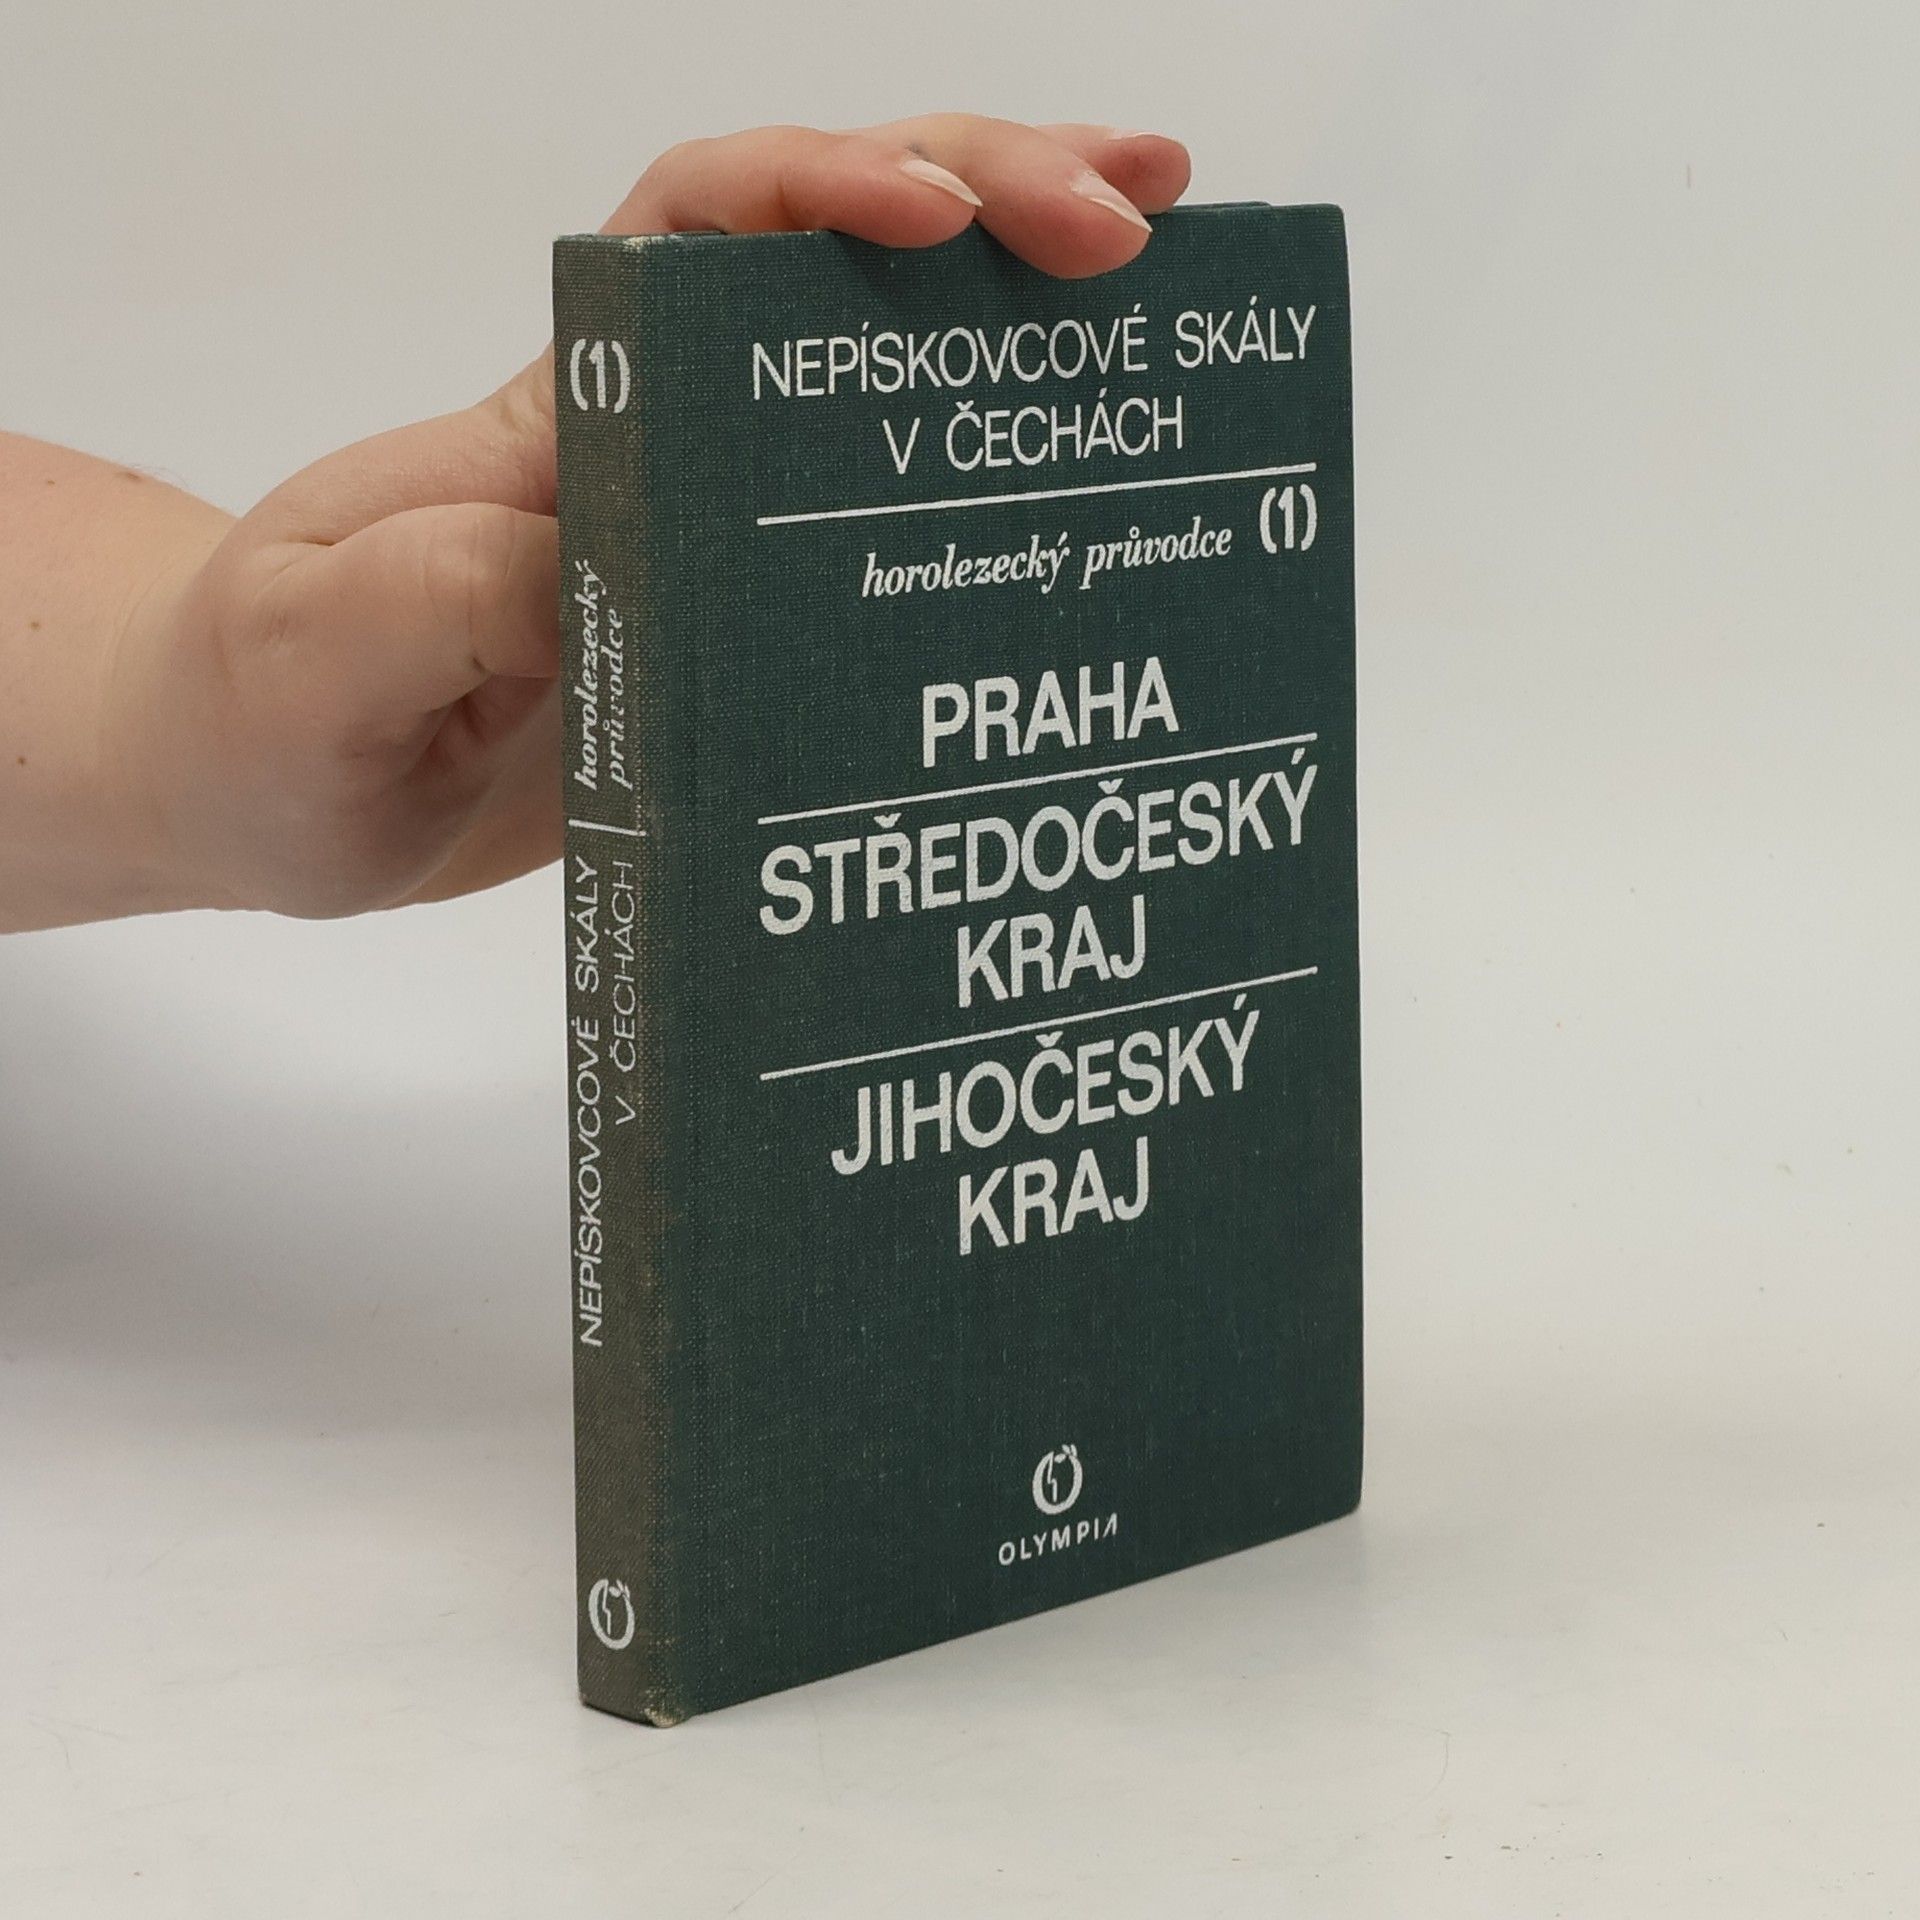 NEPÍSKOVCOVÉ SKÁLY
V ČECHÁCH
horolezecký průvodce (1)
PRAHA
STŘEDOČESKÝ
KRAJ
JIHOČESKÝ
KRAJ
OLYMPIA
(1)
horolezecký
průvodce
NEPÍSKOVCOVÉ SKÁLY
V ČECHÁCH